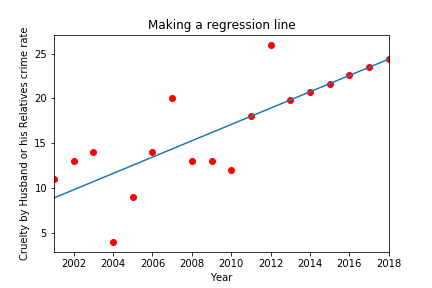 Making a regression line
Cruelty by Husband or his Relatives crime rate
25
20
15
10
5
2002 2004 2006 2008 2010 2012 2014 2016 2018
Year